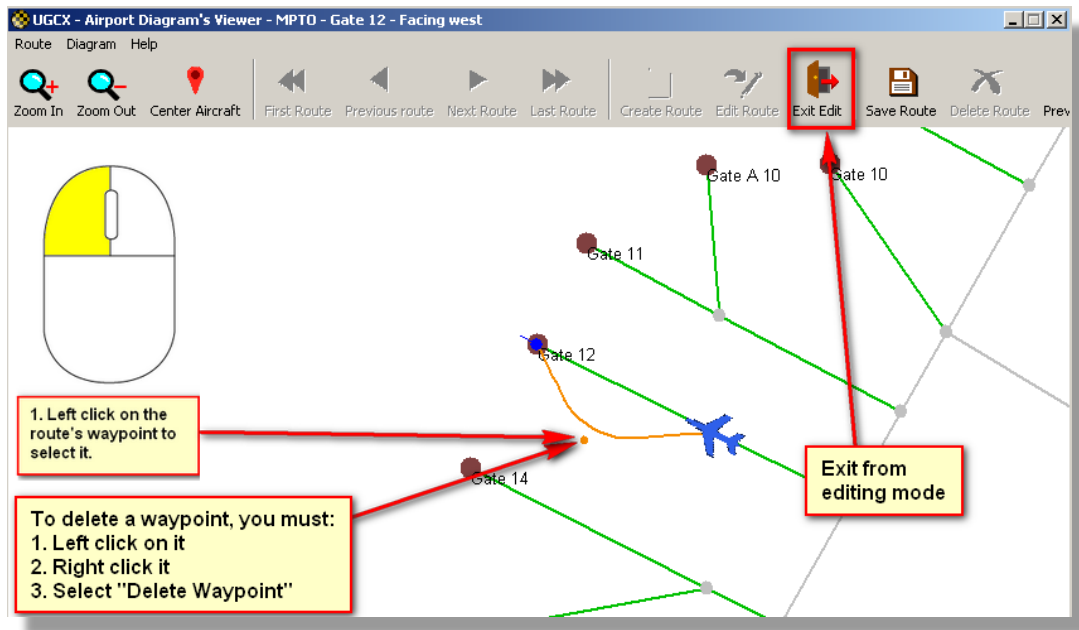 UGCX - Airport Diagram's Viewer - MPTO - Gate 12 - Facing west
Route Diagram Help
Zoom In Zoom Out Center Aircraft First Route Previous route Next Route Last Route Create Route Edit Route Exit Edit Save Route Delete Route Prev
Gate A 10
Gate 10
Gate 11
Gate 12
1. Left click on the
route's waypoint to
select it.
Exit from
editing mode
Gate 14
To delete a waypoint, you must:
1. Left click on it
2. Right click it
3. Select "Delete Waypoint"